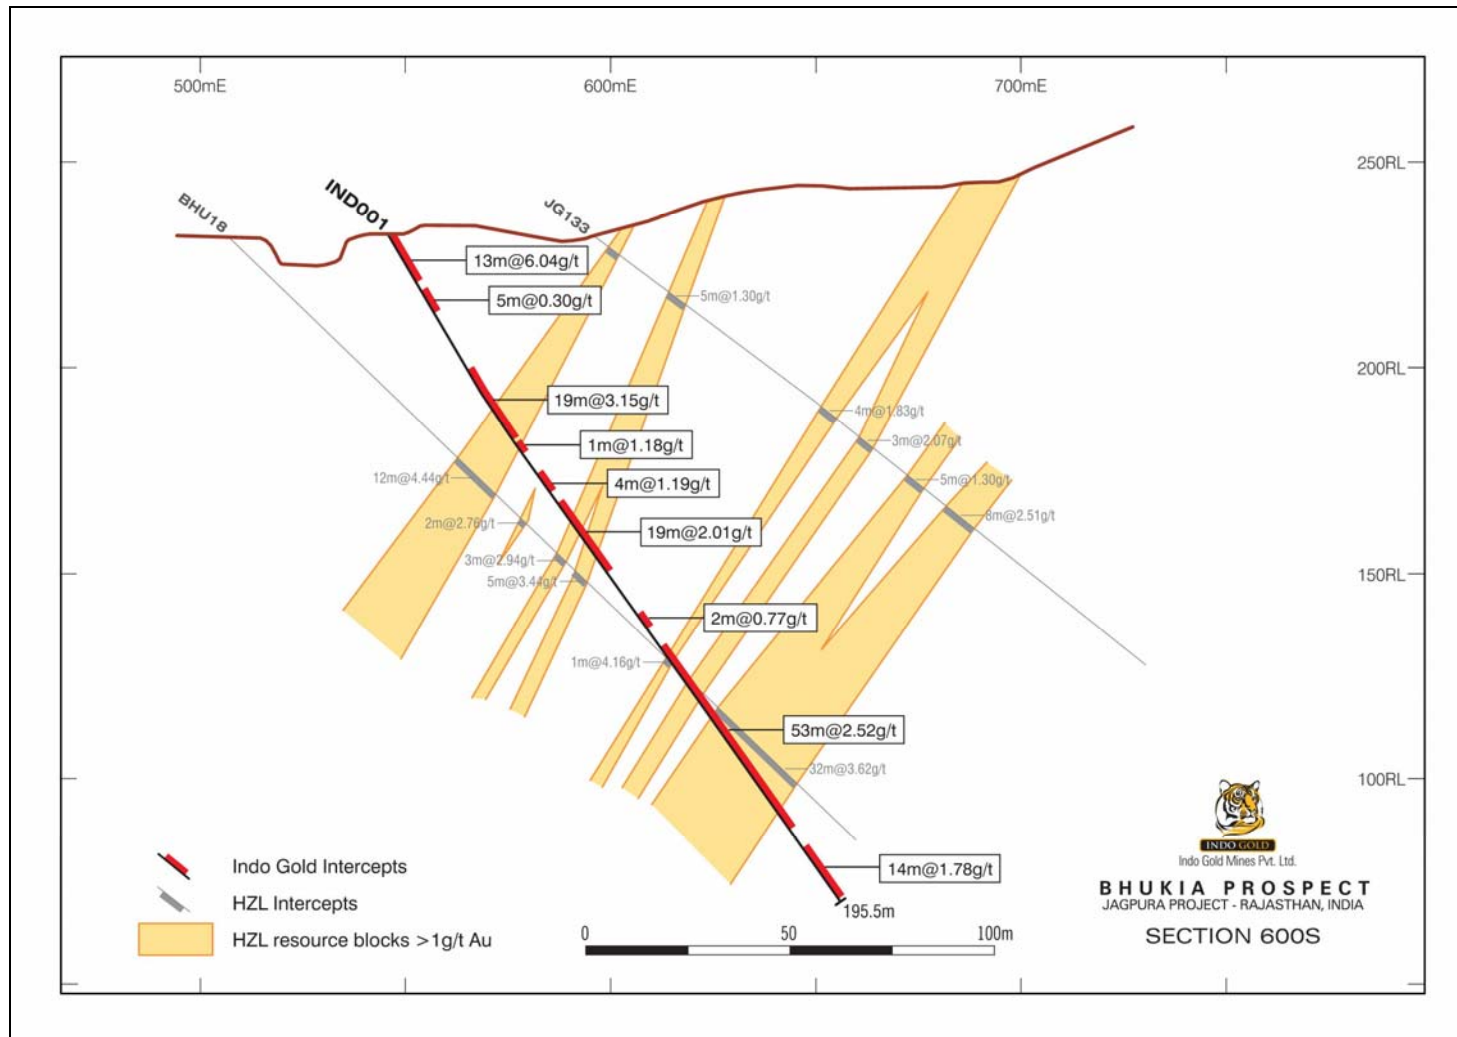 500mE
600mE
700mE
250RL
200RL
150RL
100RL
BHU18
IND001
JG133
13m@6.04g/t
5m@0.30g/t
5m@1.30g/t
19m@3.15g/t
4m@1.83g/t
1m@1.18g/t
3m@2.07g/t
12m@4.44g/t
4m@1.19g/t
5m@1.30g/t
2m@2.76g/t
8m@2.51g/t
19m@2.01g/t
3m@2.94g/t
5m@3.44g/t
2m@0.77g/t
1m@4.16g/t
53m@2.52g/t
32m@3.62g/t
14m@1.78g/t
195.5m
Indo Gold Intercepts
HZL Intercepts
HZL resource blocks >1g/t Au
0 50 100m
INDO GOLD
Indo Gold Mines Pvt. Ltd.
BHUKIA PROSPECT
JAGPURA PROJECT - RAJASTHAN, INDIA
SECTION 600S